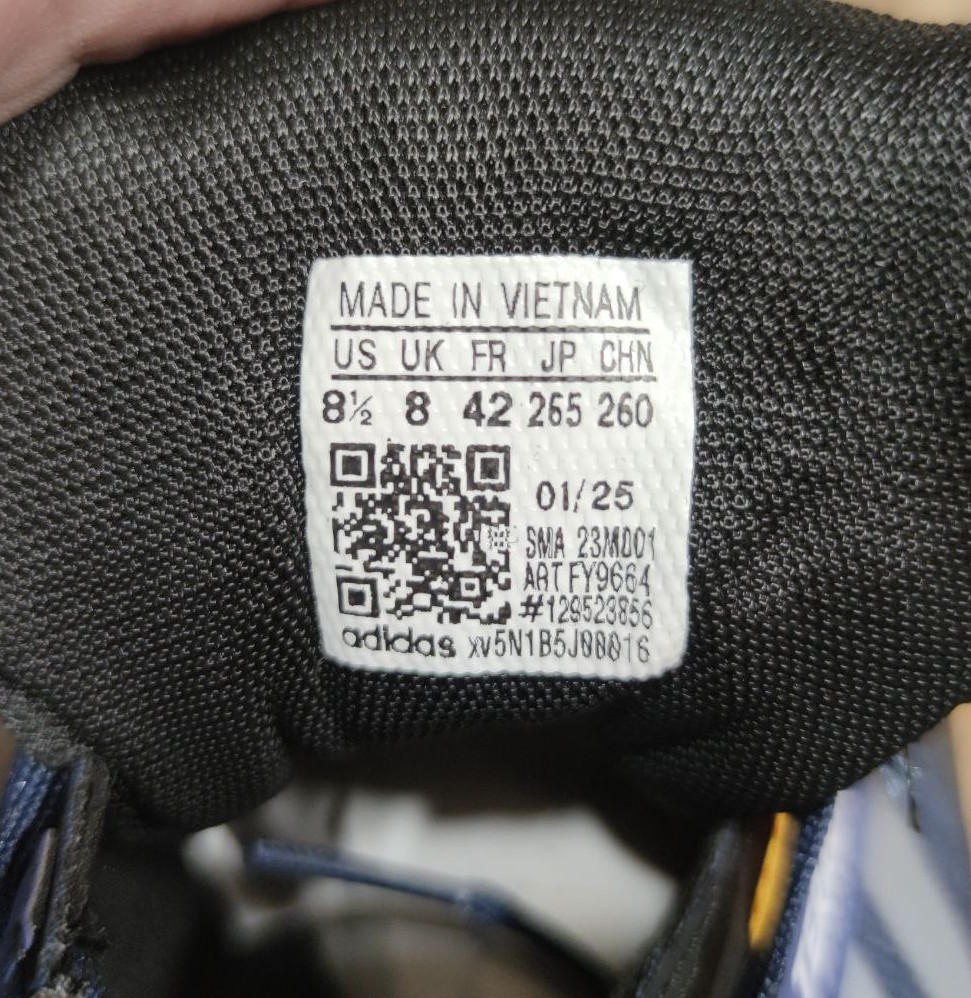 MADE IN VIETNAM
US UK FR JP CHN
8½ 8 42 265 260
01/25
SMA 23M001
ART FY9664
#129523856
adidas xv5N1B5J00016